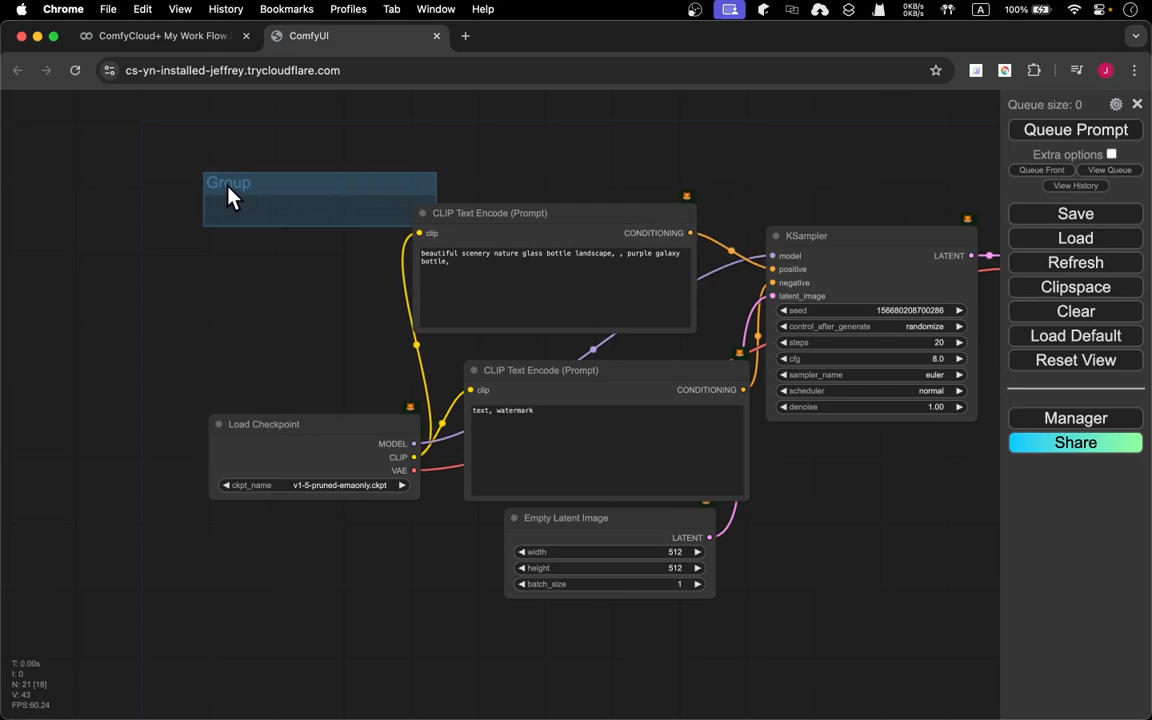 Chrome File Edit View History Bookmarks Profiles Tab Window Help
0KB/s
0KB/s
A 100%
ComfyCloud+ My Work Flow. ComfyUI
cs-yn-installed-jeffrey.trycloudflare.com
J
Queue size: 0
Queue Prompt
Extra options
Queue Front View Queue
View History
Save
Load
Refresh
Clipspace
Clear
Load Default
Reset View
Manager
Share
Group
CLIP Text Encode (Prompt)
clip CONDITIONING
beautiful scenery nature glass bottle landscape, , purple galaxy
bottle,
KSampler
model LATENT
positive
negative
latent_image
seed 156680208700286
control_after_generate randomize
steps 20
cfg 8.0
sampler_name euler
scheduler normal
denoise 1.00
CLIP Text Encode (Prompt)
clip CONDITIONING
text, watermark
Load Checkpoint
MODEL
CLIP
VAE
ckpt_name v1-5-pruned-emaonly.ckpt
Empty Latent Image
LATENT
width 512
height 512
batch_size 1
T: 0.00s
I: 0
N: 21 [18]
V: 43
FPS:60.24